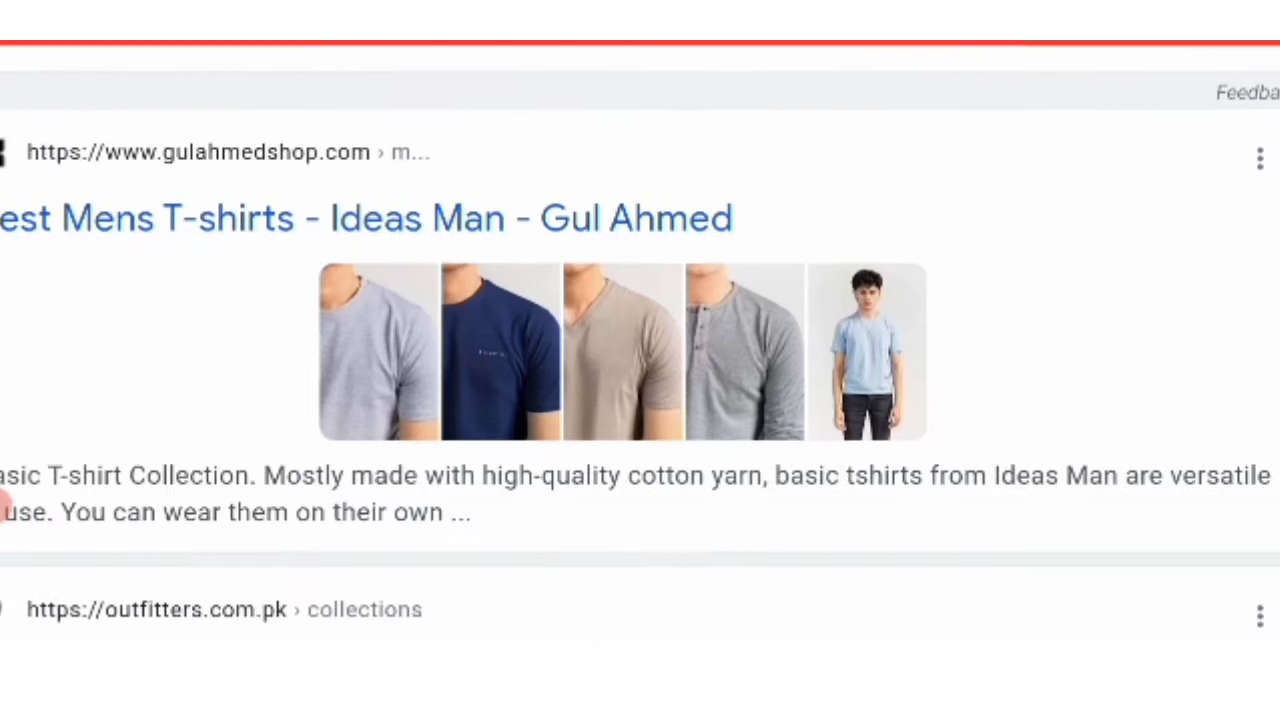 Feedba
https://www.gulahmedshop.com › m...
est Mens T-shirts - Ideas Man - Gul Ahmed
asic T-shirt Collection. Mostly made with high-quality cotton yarn, basic tshirts from Ideas Man are versatile
use. You can wear them on their own ...
https://outfitters.com.pk › collections